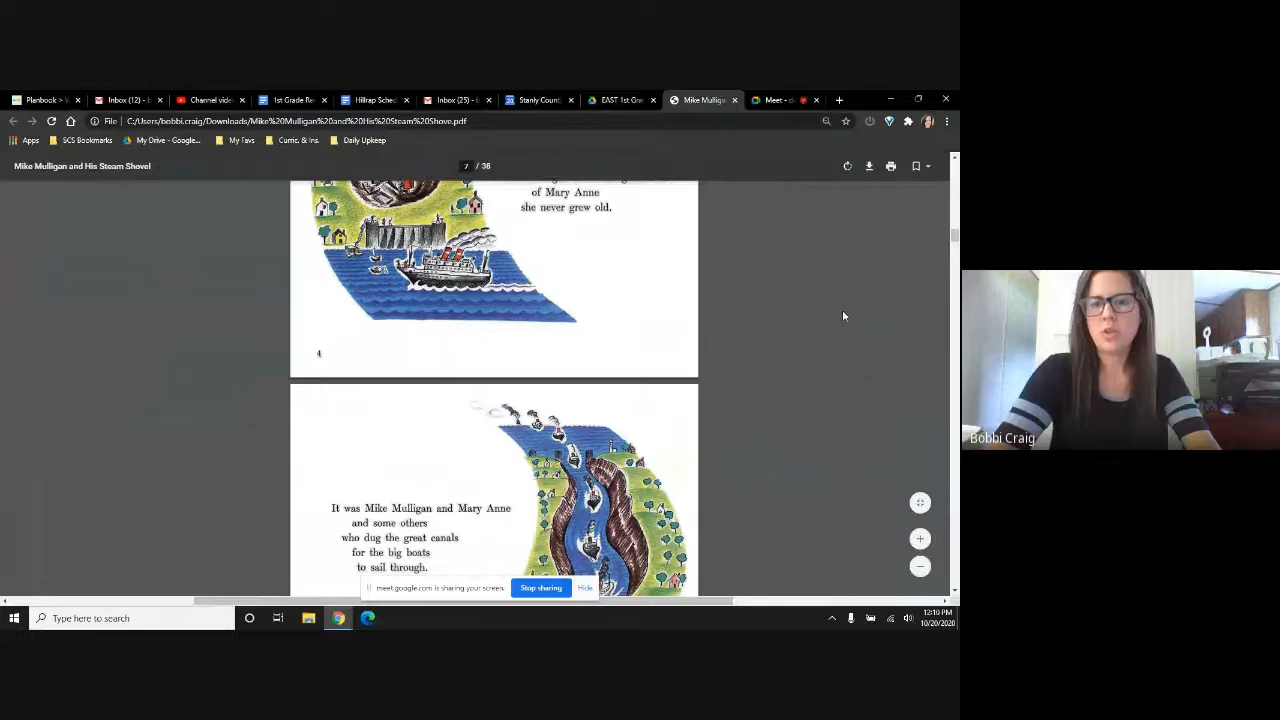 Planbook > W
Inbox (12) - b
Channel vide
1st Grade Re
Hillrap Sched
Inbox (25) - b
Stanly Count
EAST 1st Gra
Mike Mulliga
Meet - d
File
C:/Users/bobbi.craig/Downloads/Mike%20Mulligan%20and%20His%20Steam%20Shove.pdf
Apps
SCS Bookmarks
My Drive - Google...
My Favs
Curric. & Ins.
Daily Upkeep
Mike Mulligan and His Steam Shovel
7 / 38
of Mary Anne
she never grew old.
4
It was Mike Mulligan and Mary Anne
and some others
who dug the great canals
for the big boats
to sail through.
meet.google.com is sharing your screen.
Stop sharing
Hide
Bobbi Craig
Type here to search
12:10 PM
10/20/2020